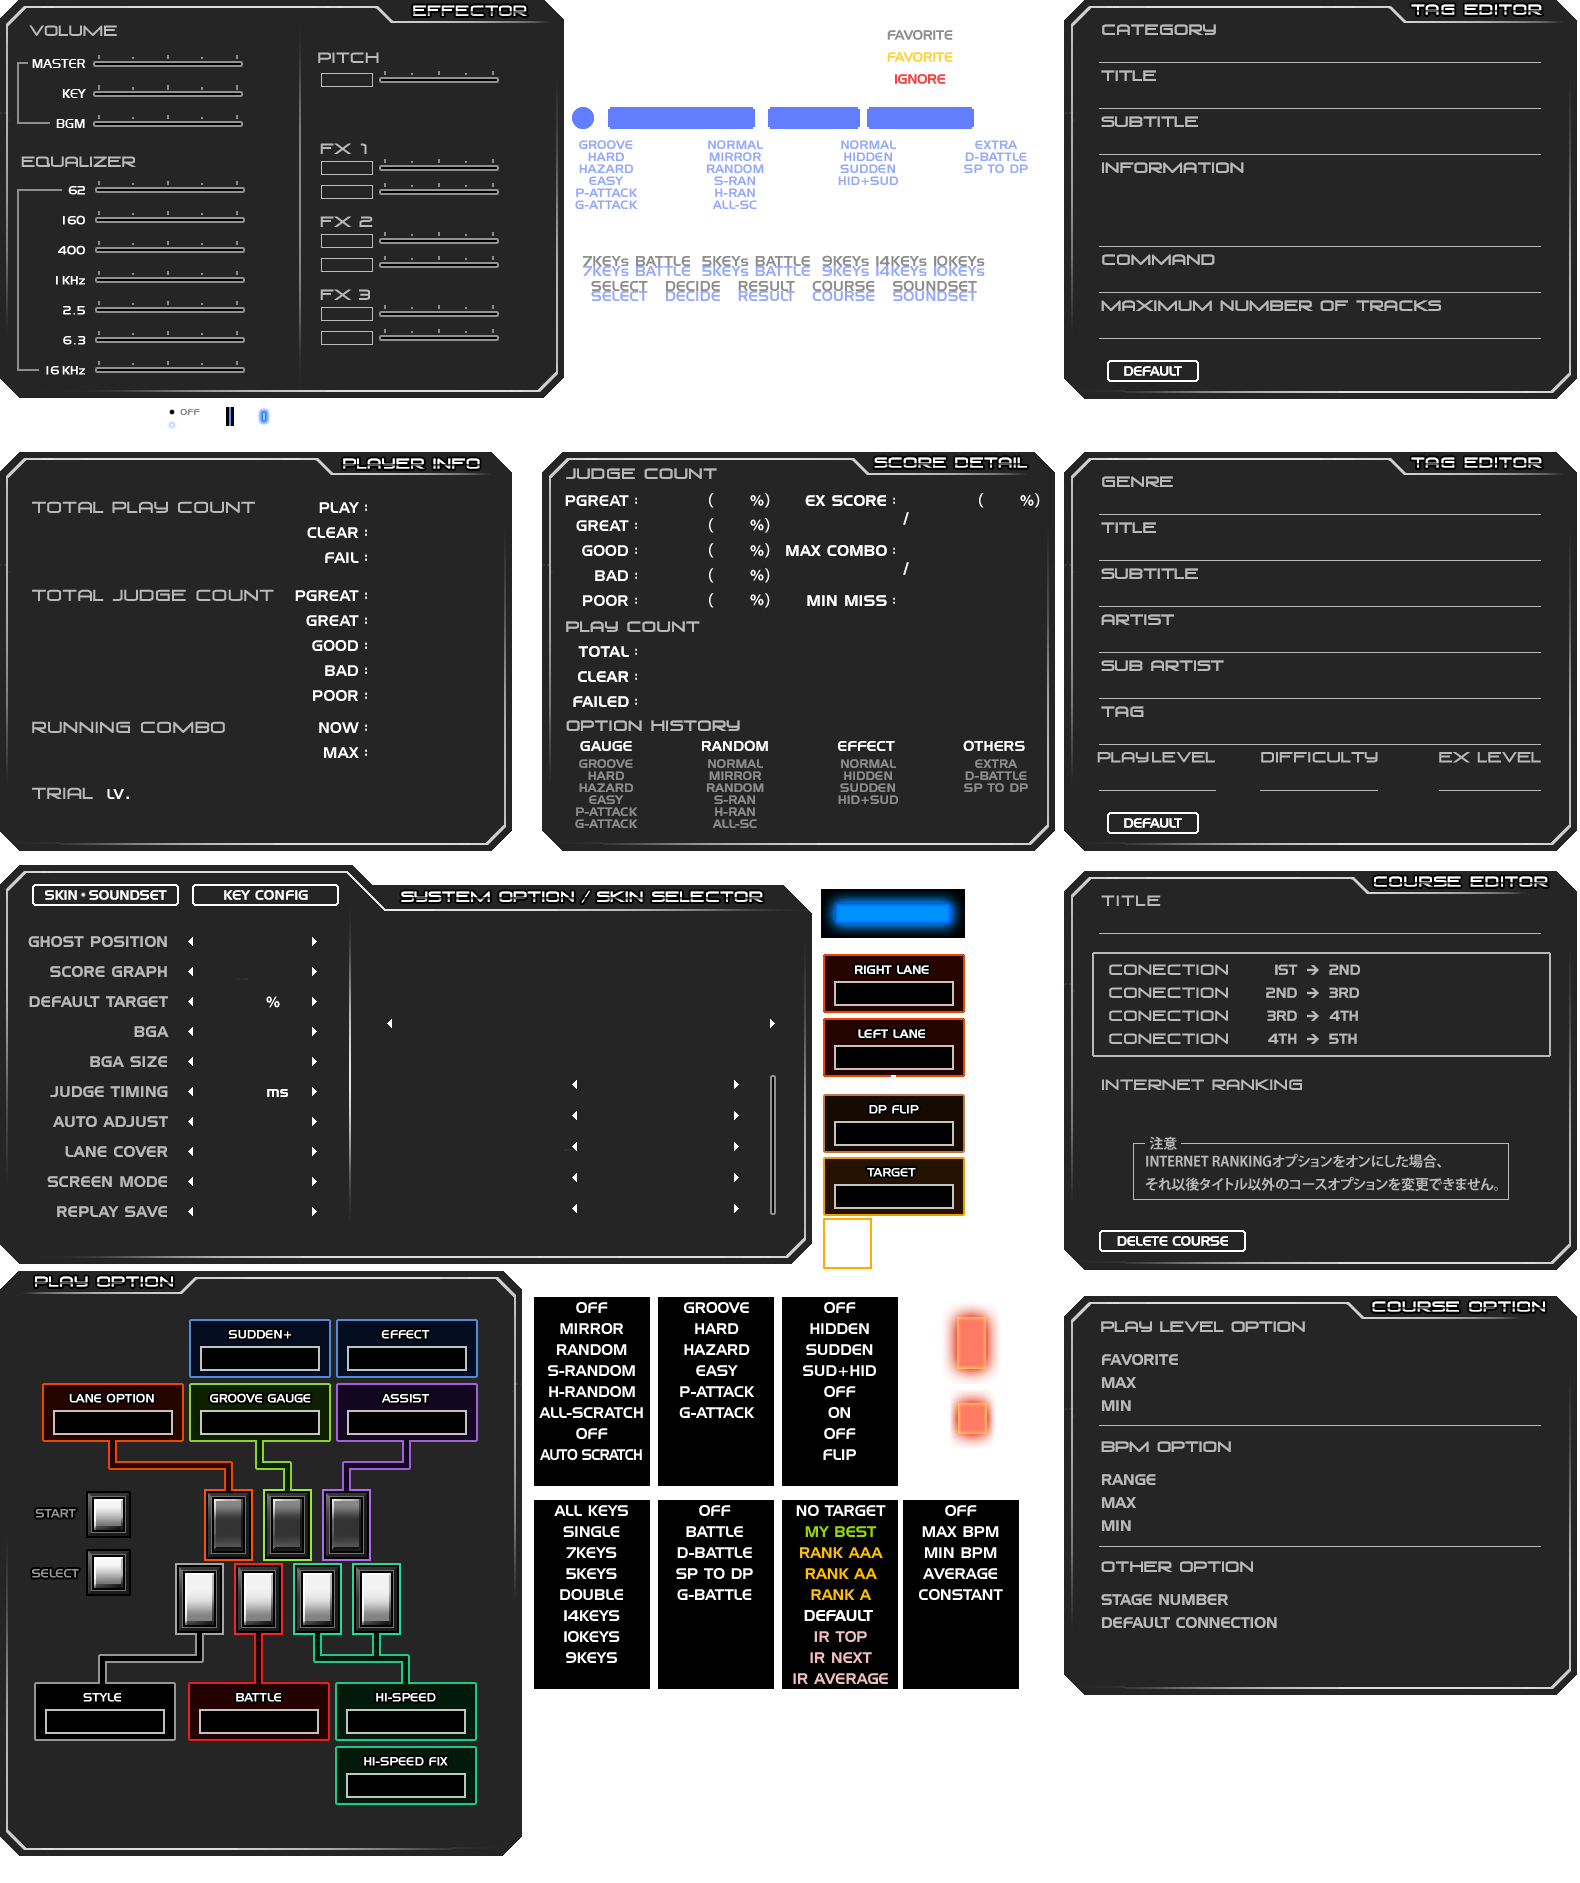 EFFECTOR
VOLUME
MASTER
KEY
BGM
EQUALIZER
62
160
400
1KHz
2.5
6.3
16KHz
PITCH
FX 1
FX 2
FX 3
OFF
FAVORITE
FAVORITE
IGNORE
GROOVE NORMAL NORMAL EXTRA
HARD MIRROR HIDDEN D-BATTLE
HAZARD RANDOM SUDDEN SP TO DP
EASY S-RAN HID+SUD
P-ATTACK H-RAN
G-ATTACK ALL-SC
7KEYs BATTLE 5KEYs BATTLE 9KEYs 14KEYs 10KEYs
7KEYs BATTLE 5KEYs BATTLE 9KEYs 14KEYs 10KEYs
SELECT DECIDE RESULT COURSE SOUNDSET
SELECT DECIDE RESULT COURSE SOUNDSET
TAG EDITOR
CATEGORY
TITLE
SUBTITLE
INFORMATION
COMMAND
MAXIMUM NUMBER OF TRACKS
DEFAULT
PLAYER INFO
TOTAL PLAY COUNT PLAY :
CLEAR :
FAIL :
TOTAL JUDGE COUNT PGREAT :
GREAT :
GOOD :
BAD :
POOR :
RUNNING COMBO NOW :
MAX :
TRIAL LV.
SCORE DETAIL
JUDGE COUNT
PGREAT : ( %) EX SCORE : ( %)
GREAT : ( %) /
GOOD : ( %) MAX COMBO :
BAD : ( %) /
POOR : ( %) MIN MISS :
PLAY COUNT
TOTAL :
CLEAR :
FAILED :
OPTION HISTORY
GAUGE RANDOM EFFECT OTHERS
GROOVE NORMAL NORMAL EXTRA
HARD MIRROR HIDDEN D-BATTLE
HAZARD RANDOM SUDDEN SP TO DP
EASY S-RAN HID+SUD
P-ATTACK H-RAN
G-ATTACK ALL-SC
TAG EDITOR
GENRE
TITLE
SUBTITLE
ARTIST
SUB ARTIST
TAG
PLAYLEVEL DIFFICULTY EX LEVEL
DEFAULT
SKIN・SOUNDSET KEY CONFIG
SYSTEM OPTION / SKIN SELECTOR
GHOST POSITION
SCORE GRAPH
DEFAULT TARGET %
BGA
BGA SIZE
JUDGE TIMING ms
AUTO ADJUST
LANE COVER
SCREEN MODE
REPLAY SAVE
RIGHT LANE
LEFT LANE
DP FLIP
TARGET
COURSE EDITOR
TITLE
CONECTION 1ST → 2ND
CONECTION 2ND → 3RD
CONECTION 3RD → 4TH
CONECTION 4TH → 5TH
INTERNET RANKING
注意
INTERNET RANKINGオプションをオンにした場合、
それ以後タイトル以外のコースオプションを変更できません。
DELETE COURSE
PLAY OPTION
SUDDEN+ EFFECT
LANE OPTION GROOVE GAUGE ASSIST
START
SELECT
STYLE BATTLE HI-SPEED
HI-SPEED FIX
OFF GROOVE OFF
MIRROR HARD HIDDEN
RANDOM HAZARD SUDDEN
S-RANDOM EASY SUD+HID
H-RANDOM P-ATTACK OFF
ALL-SCRATCH G-ATTACK ON
OFF OFF
AUTO SCRATCH FLIP
ALL KEYS OFF NO TARGET OFF
SINGLE BATTLE MY BEST MAX BPM
7KEYS D-BATTLE RANK AAA MIN BPM
5KEYS SP TO DP RANK AA AVERAGE
DOUBLE G-BATTLE RANK A CONSTANT
14KEYS DEFAULT
10KEYS IR TOP
9KEYS IR NEXT
IR AVERAGE
COURSE OPTION
PLAY LEVEL OPTION
FAVORITE
MAX
MIN
BPM OPTION
RANGE
MAX
MIN
OTHER OPTION
STAGE NUMBER
DEFAULT CONNECTION